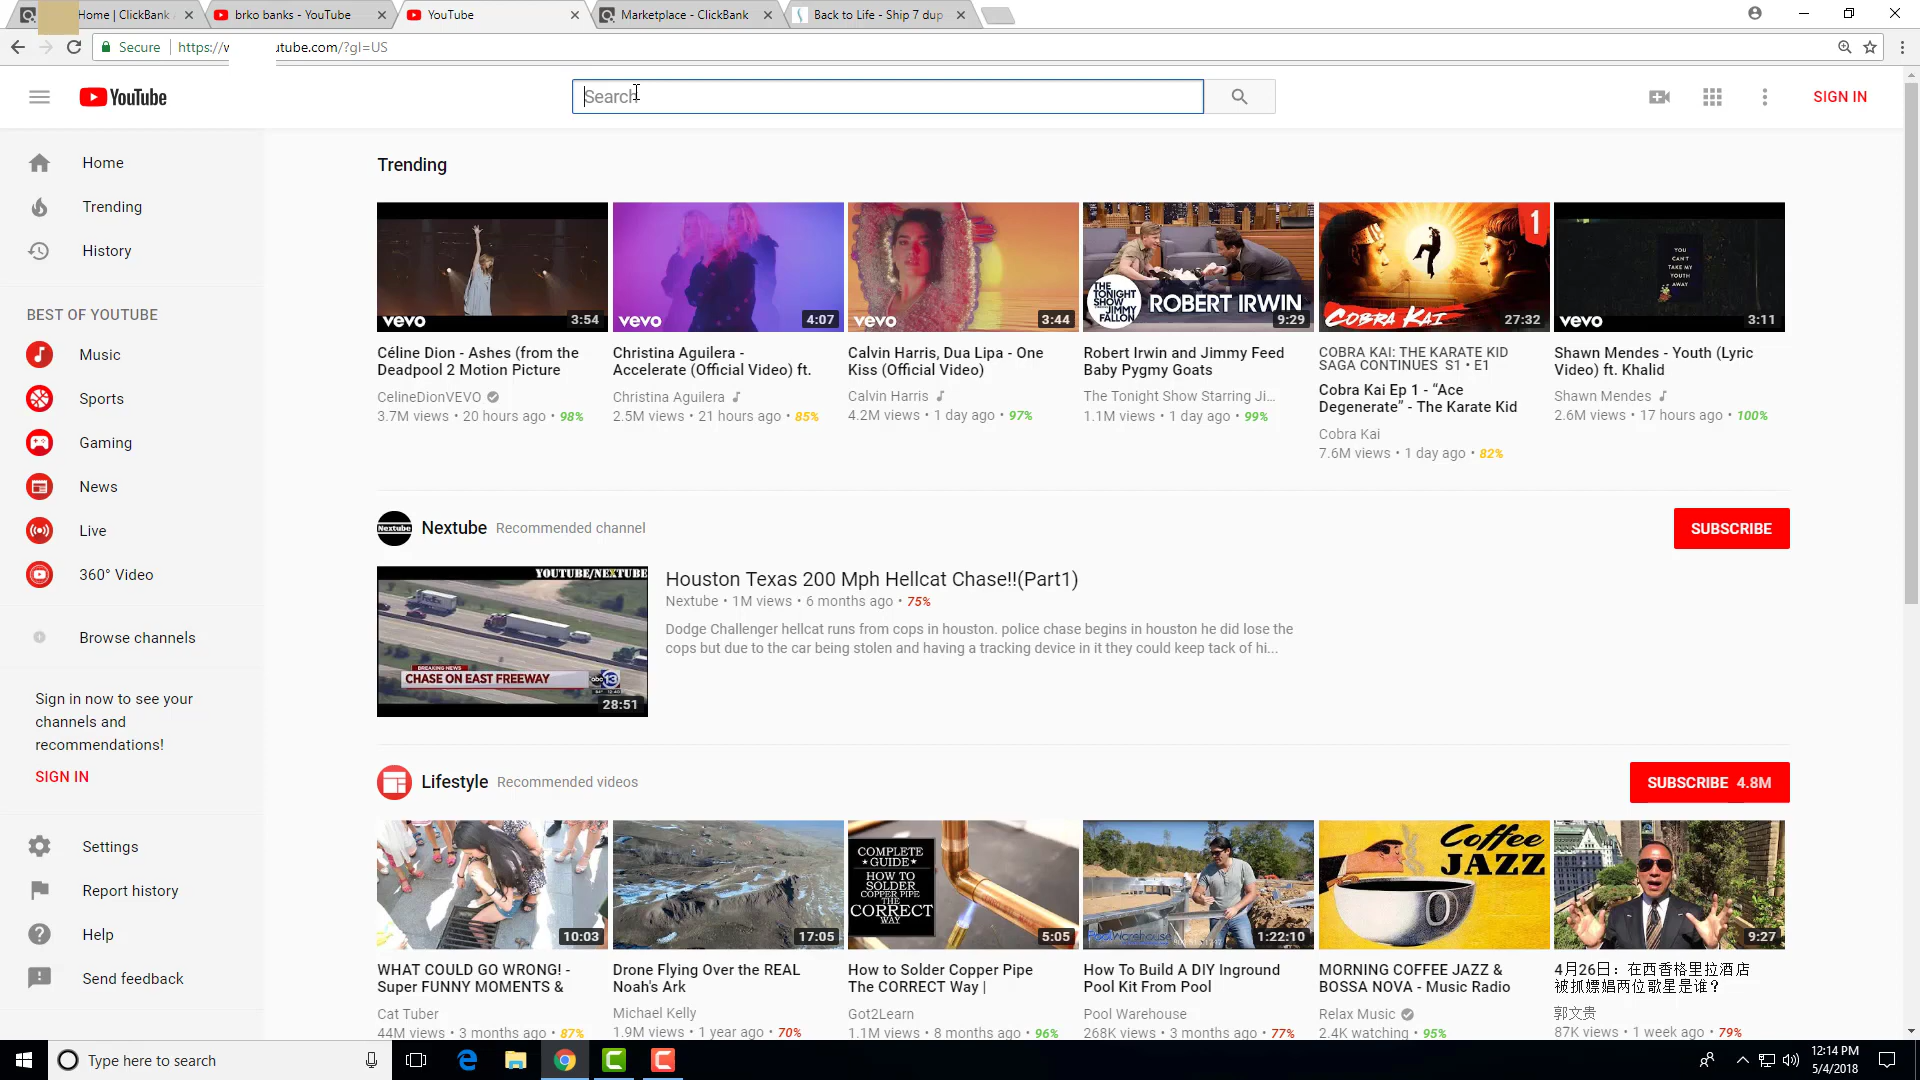 Home | ClickBank
brko banks - YouTube
YouTube
Marketplace - ClickBank
Back to Life - Ship 7 dup
Secure
https://w
utube.com/?gl=US
YouTube
Search
SIGN IN
Home
Trending
History
BEST OF YOUTUBE
Music
Sports
Gaming
News
Live
360° Video
Browse channels
Sign in now to see your
channels and
recommendations!
SIGN IN
Settings
Report history
Help
Send feedback
Trending
vevo
3:54
Céline Dion - Ashes (from the
Deadpool 2 Motion Picture
CelineDionVEVO
3.7M views • 20 hours ago • 98%
vevo
4:07
Christina Aguilera -
Accelerate (Official Video) ft.
Christina Aguilera
2.5M views • 21 hours ago • 85%
vevo
3:44
Calvin Harris, Dua Lipa - One
Kiss (Official Video)
Calvin Harris
4.2M views • 1 day ago • 97%
THE
TONIGHT
SHOW
STARRING
JIMMY
FALLON
ROBERT IRWIN
9:29
Robert Irwin and Jimmy Feed
Baby Pygmy Goats
The Tonight Show Starring Ji...
1.1M views • 1 day ago • 99%
1
COBRA KAI
27:32
COBRA KAI: THE KARATE KID
SAGA CONTINUES S1 • E1
Cobra Kai Ep 1 - “Ace
Degenerate” - The Karate Kid
Cobra Kai
7.6M views • 1 day ago • 82%
YOU
CAN'T
TAKE MY
YOUTH
AWAY
vevo
3:11
Shawn Mendes - Youth (Lyric
Video) ft. Khalid
Shawn Mendes
2.6M views • 17 hours ago • 100%
Nextube
Nextube
Recommended channel
SUBSCRIBE
YOUTUBE/NEXTUBE
BREAKING NEWS
CHASE ON EAST FREEWAY
abc 13
28:51
Houston Texas 200 Mph Hellcat Chase!!(Part1)
Nextube • 1M views • 6 months ago • 75%
Dodge Challenger hellcat runs from cops in houston. police chase begins in houston he did lose the
cops but due to the car being stolen and having a tracking device in it they could keep tack of hi...
Lifestyle
Recommended videos
SUBSCRIBE 4.8M
10:03
WHAT COULD GO WRONG! -
Super FUNNY MOMENTS &
Cat Tuber
44M views • 3 months ago • 87%
17:05
Drone Flying Over the REAL
Noah's Ark
Michael Kelly
1.9M views • 1 year ago • 70%
COMPLETE
GUIDE
HOW TO
SOLDER
COPPER PIPE
THE
CORRECT
WAY
5:05
How to Solder Copper Pipe
The CORRECT Way |
Got2Learn
1.1M views • 8 months ago • 96%
PoolWarehouse
1:22:10
How To Build A DIY Inground
Pool Kit From Pool
Pool Warehouse
268K views • 3 months ago • 77%
Coffee
JAZZ
MORNING COFFEE JAZZ &
BOSSA NOVA - Music Radio
Relax Music
2.4K watching • 95%
9:27
4月26日：在西香格里拉酒店
被抓嫖娼两位歌星是谁？
郭文贵
87K views • 1 week ago • 79%
Type here to search
12:14 PM
5/4/2018